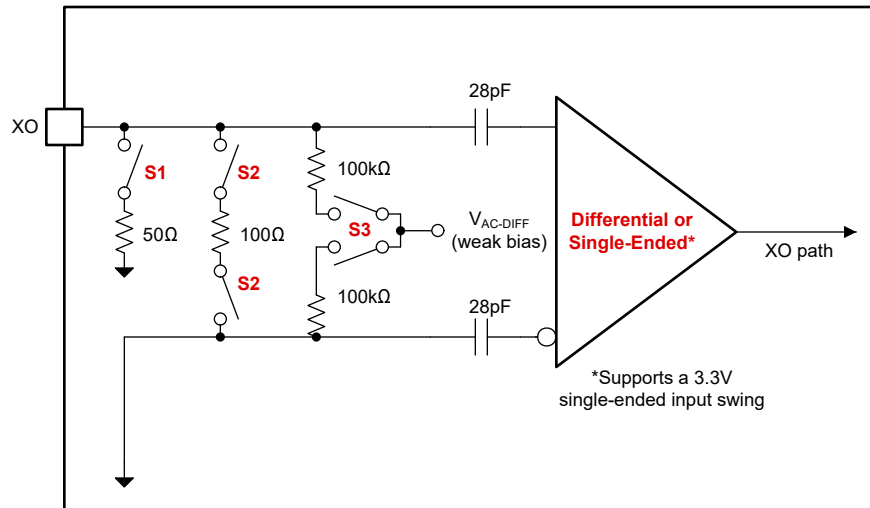 28pF
XO
S1
S2
100kΩ
50Ω
100Ω
S3
V_AC-DIFF
(weak bias)
Differential or
Single-Ended*
XO path
S2
100kΩ
28pF
*Supports a 3.3V
single-ended input swing